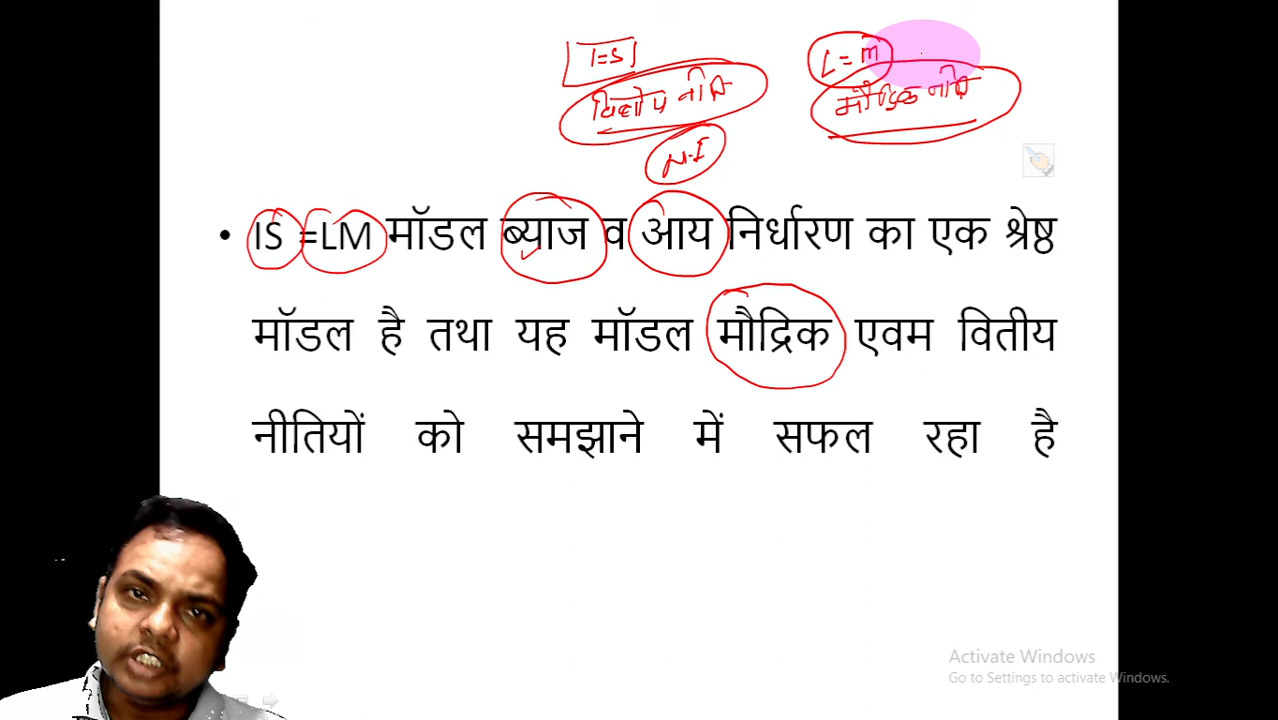 I=S
L=m
वित्तीय नीति
मौद्रिक नीति
N.I
• IS =LM मॉडल ब्याज व आय निर्धारण का एक श्रेष्ठ
मॉडल है तथा यह मॉडल मौद्रिक एवम वितीय
नीतियों को समझाने में सफल रहा है
Activate Windows
Go to Settings to activate Windows.